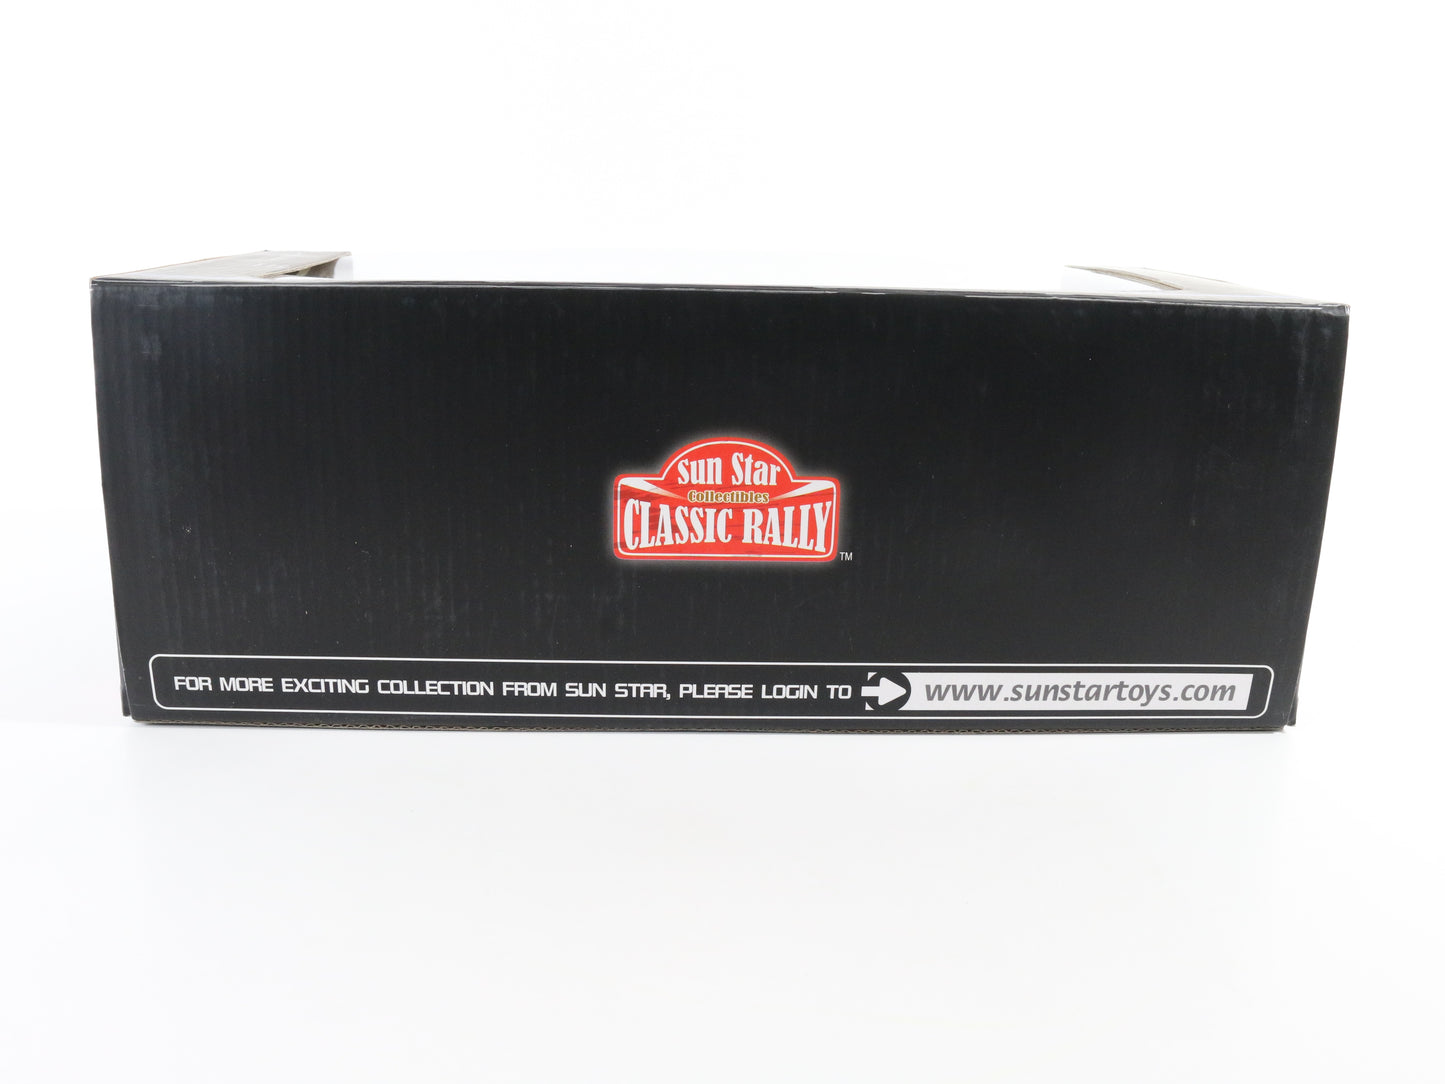 Sun Star
Collectibles
CLASSIC RALLY
TM
FOR MORE EXCITING COLLECTION FROM SUN STAR, PLEASE LOGIN TO www.sunstartoys.com